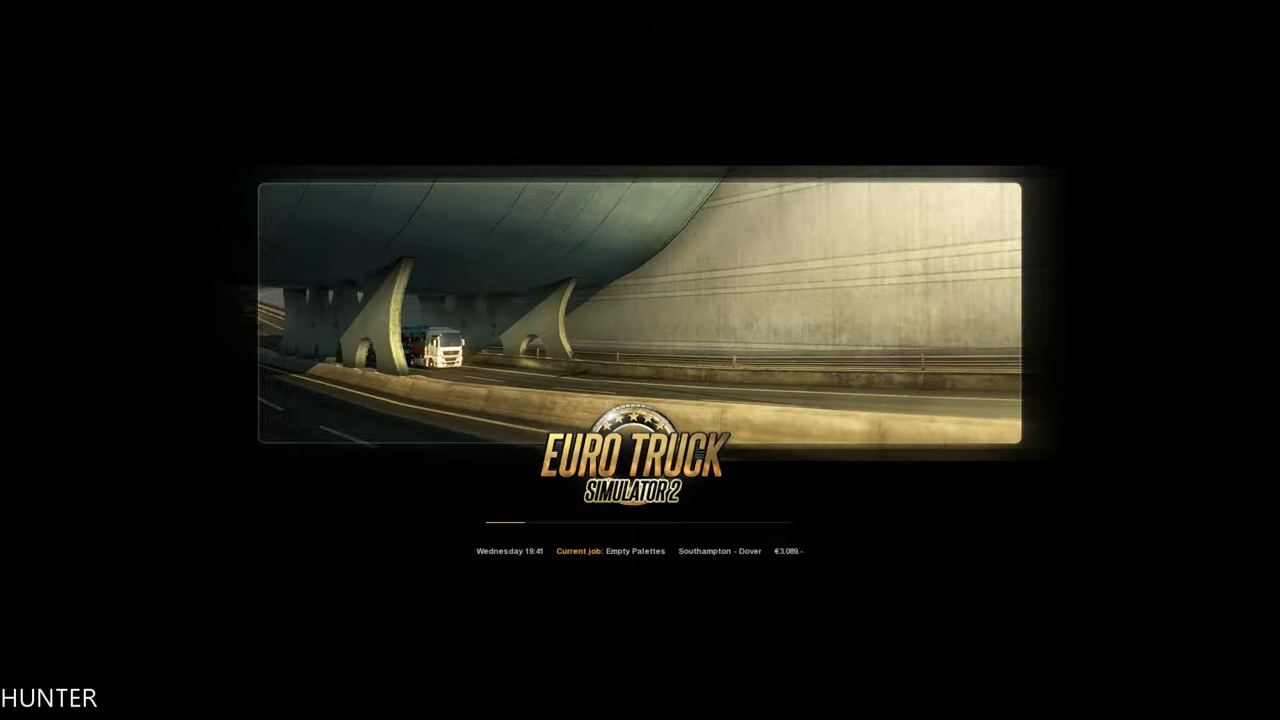 EURO TRUCK
SIMULATOR 2
Wednesday 19:41 Current job: Empty Palettes Southampton - Dover €3.089.-
HUNTER